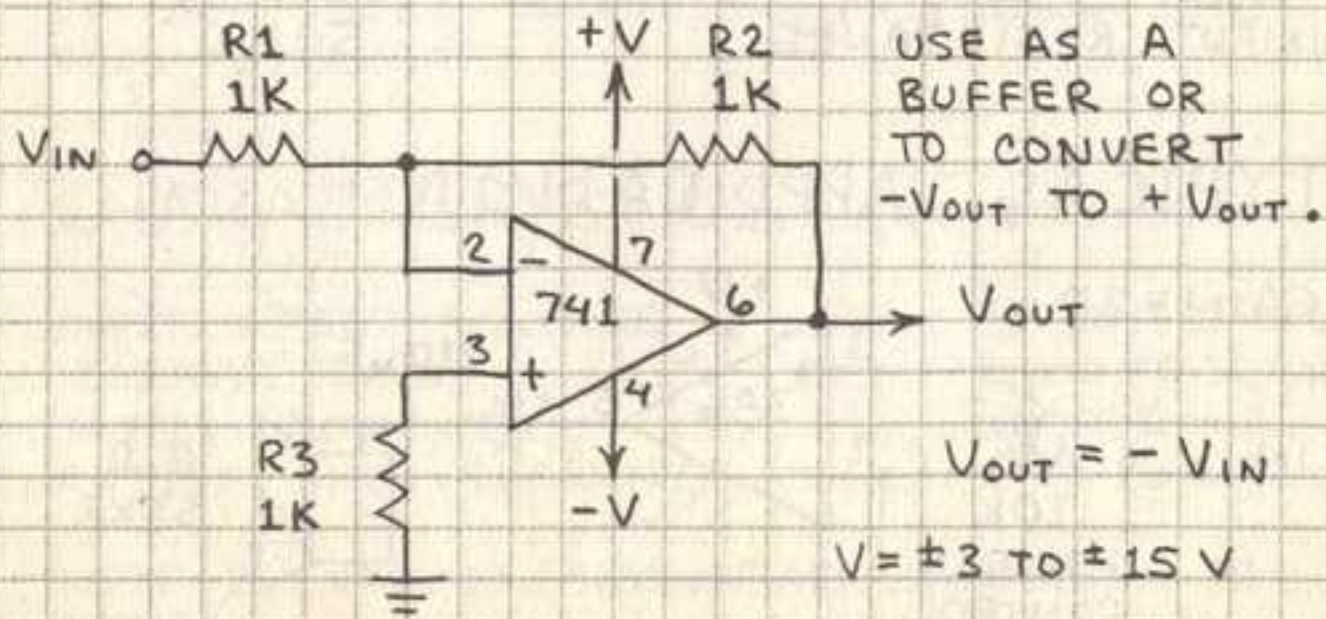 R1
1K
+V
R2
1K
USE AS A
BUFFER OR
TO CONVERT
-VOUT TO + VOUT.
VIN
2
-
7
741
6
VOUT
3
+
4
R3
1K
-V
VOUT = - VIN
V = ±3 TO ±15 V